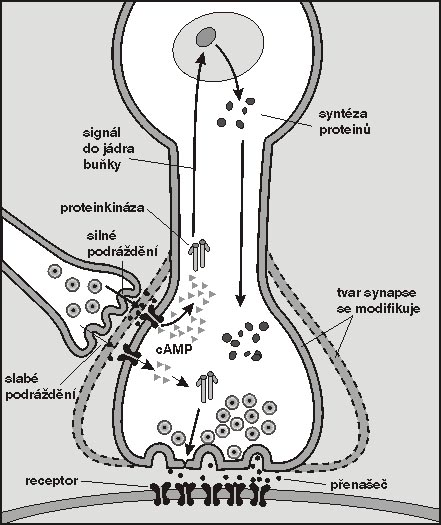 syntéza
proteinů
signál
do jádra
buňky
proteinkináza
silné
podráždění
tvar synapse
se modifikuje
cAMP
slabé
podráždění
receptor
přenašeč